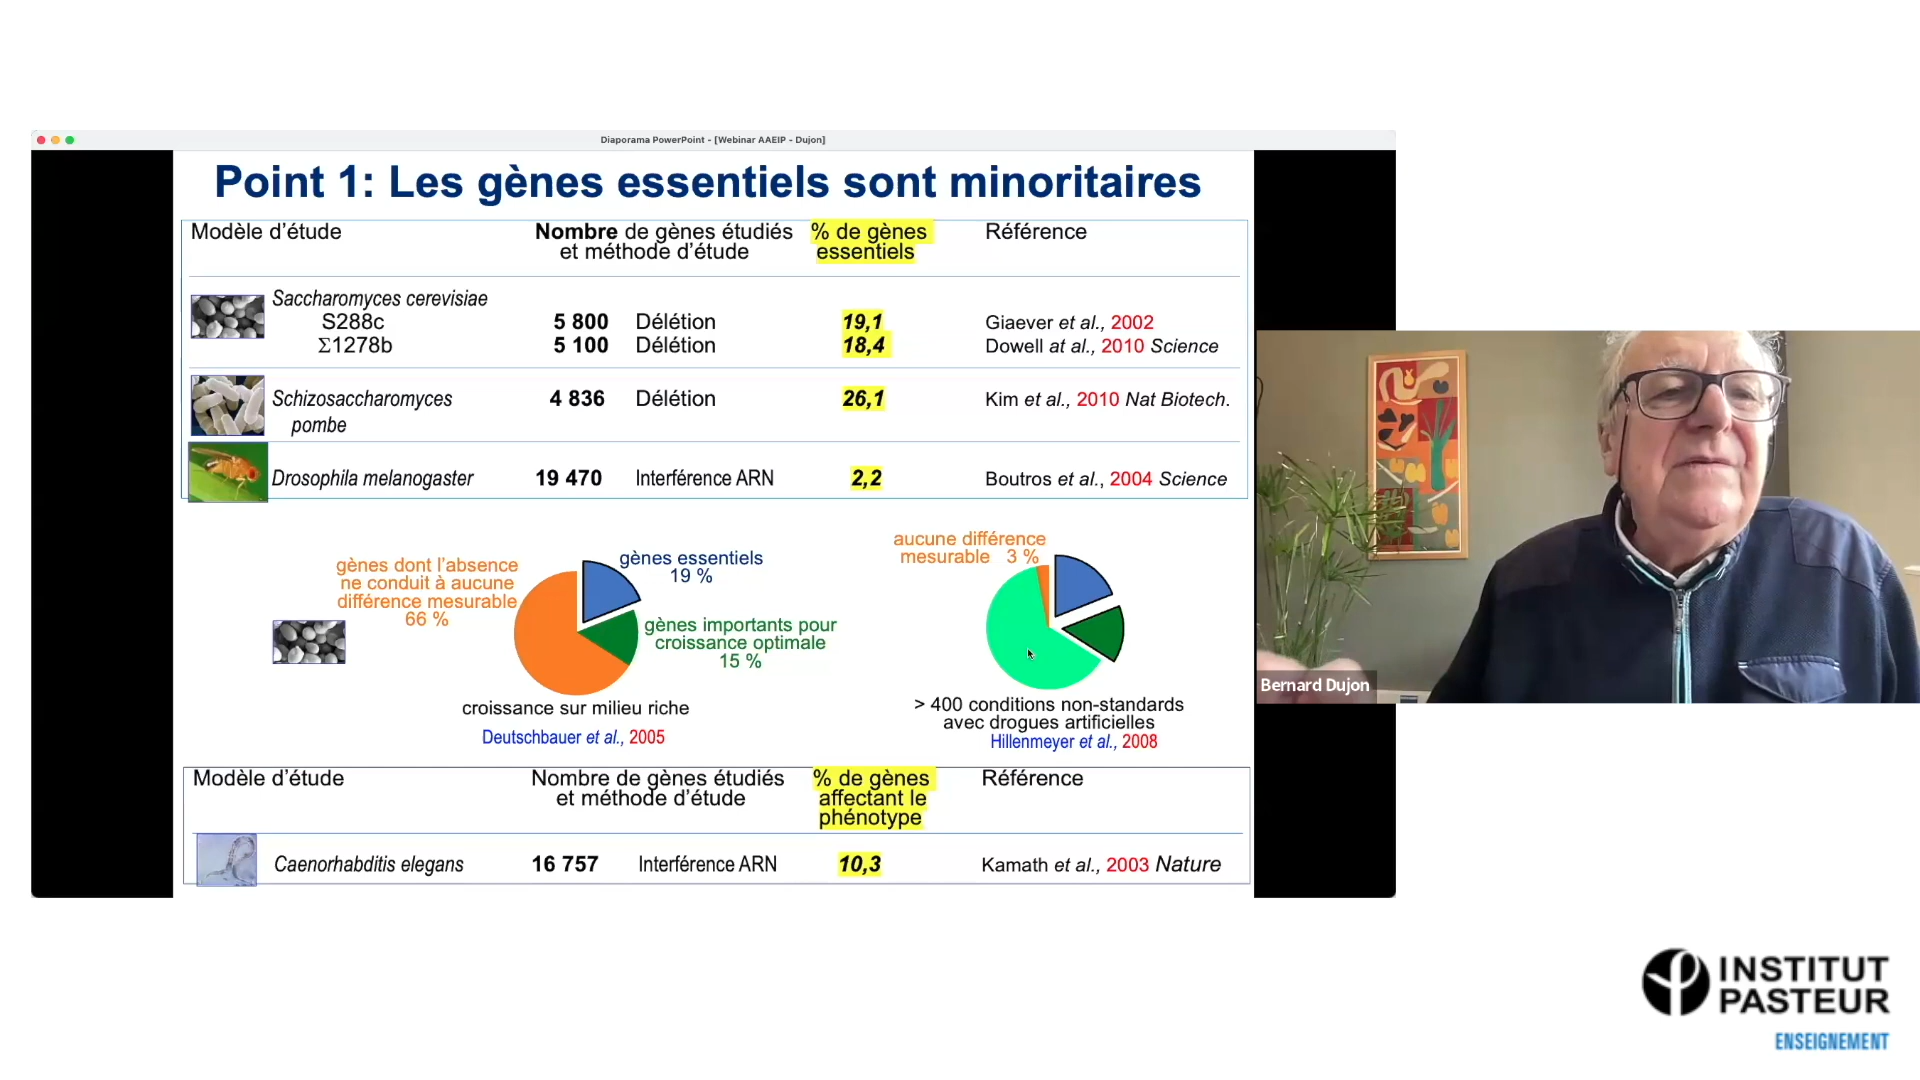 Diaporama PowerPoint - [Webinar AAEIP - Dujon]
Point 1: Les gènes essentiels sont minoritaires
Modèle d'étude
Nombre de gènes étudiés
et méthode d'étude
% de gènes
essentiels
Référence
Saccharomyces cerevisiae
S288c 5 800 Délétion 19,1 Giaever et al., 2002
Σ1278b 5 100 Délétion 18,4 Dowell at al., 2010 Science
Schizosaccharomyces 4 836 Délétion 26,1 Kim et al., 2010 Nat Biotech.
pombe
Drosophila melanogaster 19 470 Interférence ARN 2,2 Boutros et al., 2004 Science
gènes dont l'absence
ne conduit à aucune
différence mesurable
66 %
gènes essentiels
19 %
gènes importants pour
croissance optimale
15 %
croissance sur milieu riche
Deutschbauer et al., 2005
aucune différence
mesurable 3 %
> 400 conditions non-standards
avec drogues artificielles
Hillenmeyer et al., 2008
Modèle d'étude
Nombre de gènes étudiés
et méthode d'étude
% de gènes
affectant le
phénotype
Référence
Caenorhabditis elegans 16 757 Interférence ARN 10,3 Kamath et al., 2003 Nature
Bernard Dujon
INSTITUT
PASTEUR
ENSEIGNEMENT